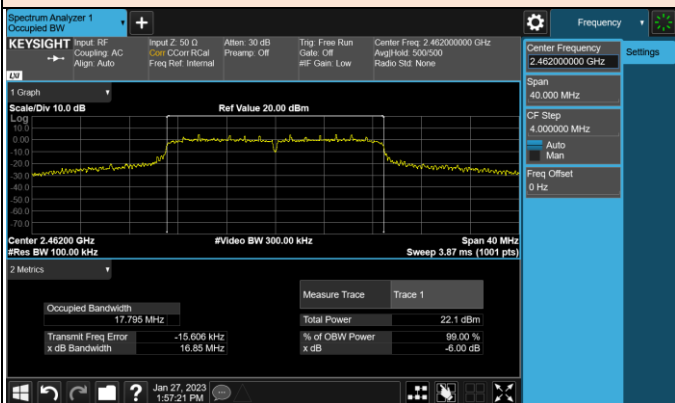 Spectrum Analyzer 1
Occupied BW
+
Frequency
KEYSIGHT
Input: RF
Coupling: AC
Align: Auto
Input Z: 50 Ω
Corr CCorr RCal
Freq Ref: Internal
Atten: 30 dB
Preamp: Off
Trig: Free Run
Gate: Off
#IF Gain: Low
Center Freq: 2.462000000 GHz
Avg|Hold: 500/500
Radio Std: None
LXI
Center Frequency
2.462000000 GHz
Settings
Span
40.000 MHz
CF Step
4.000000 MHz
Auto
Man
Freq Offset
0 Hz
1 Graph
Scale/Div 10.0 dB
Ref Value 20.00 dBm
Log
10.0
0.00
-10.0
-20.0
-30.0
-40.0
-50.0
-60.0
-70.0
Center 2.46200 GHz
#Video BW 300.00 kHz
Span 40 MHz
#Res BW 100.00 kHz
Sweep 3.87 ms (1001 pts)
2 Metrics
Measure Trace
Trace 1
Occupied Bandwidth
17.795 MHz
Total Power
22.1 dBm
Transmit Freq Error
-15.606 kHz
% of OBW Power
99.00 %
x dB Bandwidth
16.85 MHz
x dB
-6.00 dB
?
Jan 27, 2023
1:57:21 PM